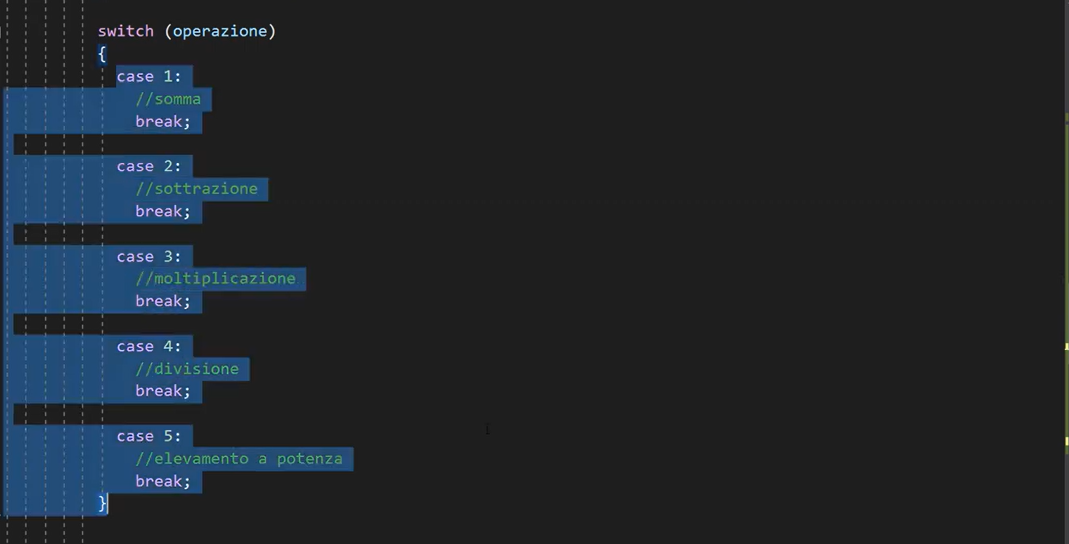 switch (operazione)
{
case 1:
//somma
break;
case 2:
//sottrazione
break;
case 3:
//moltiplicazione
break;
case 4:
//divisione
break;
case 5:
//elevamento a potenza
break;
}